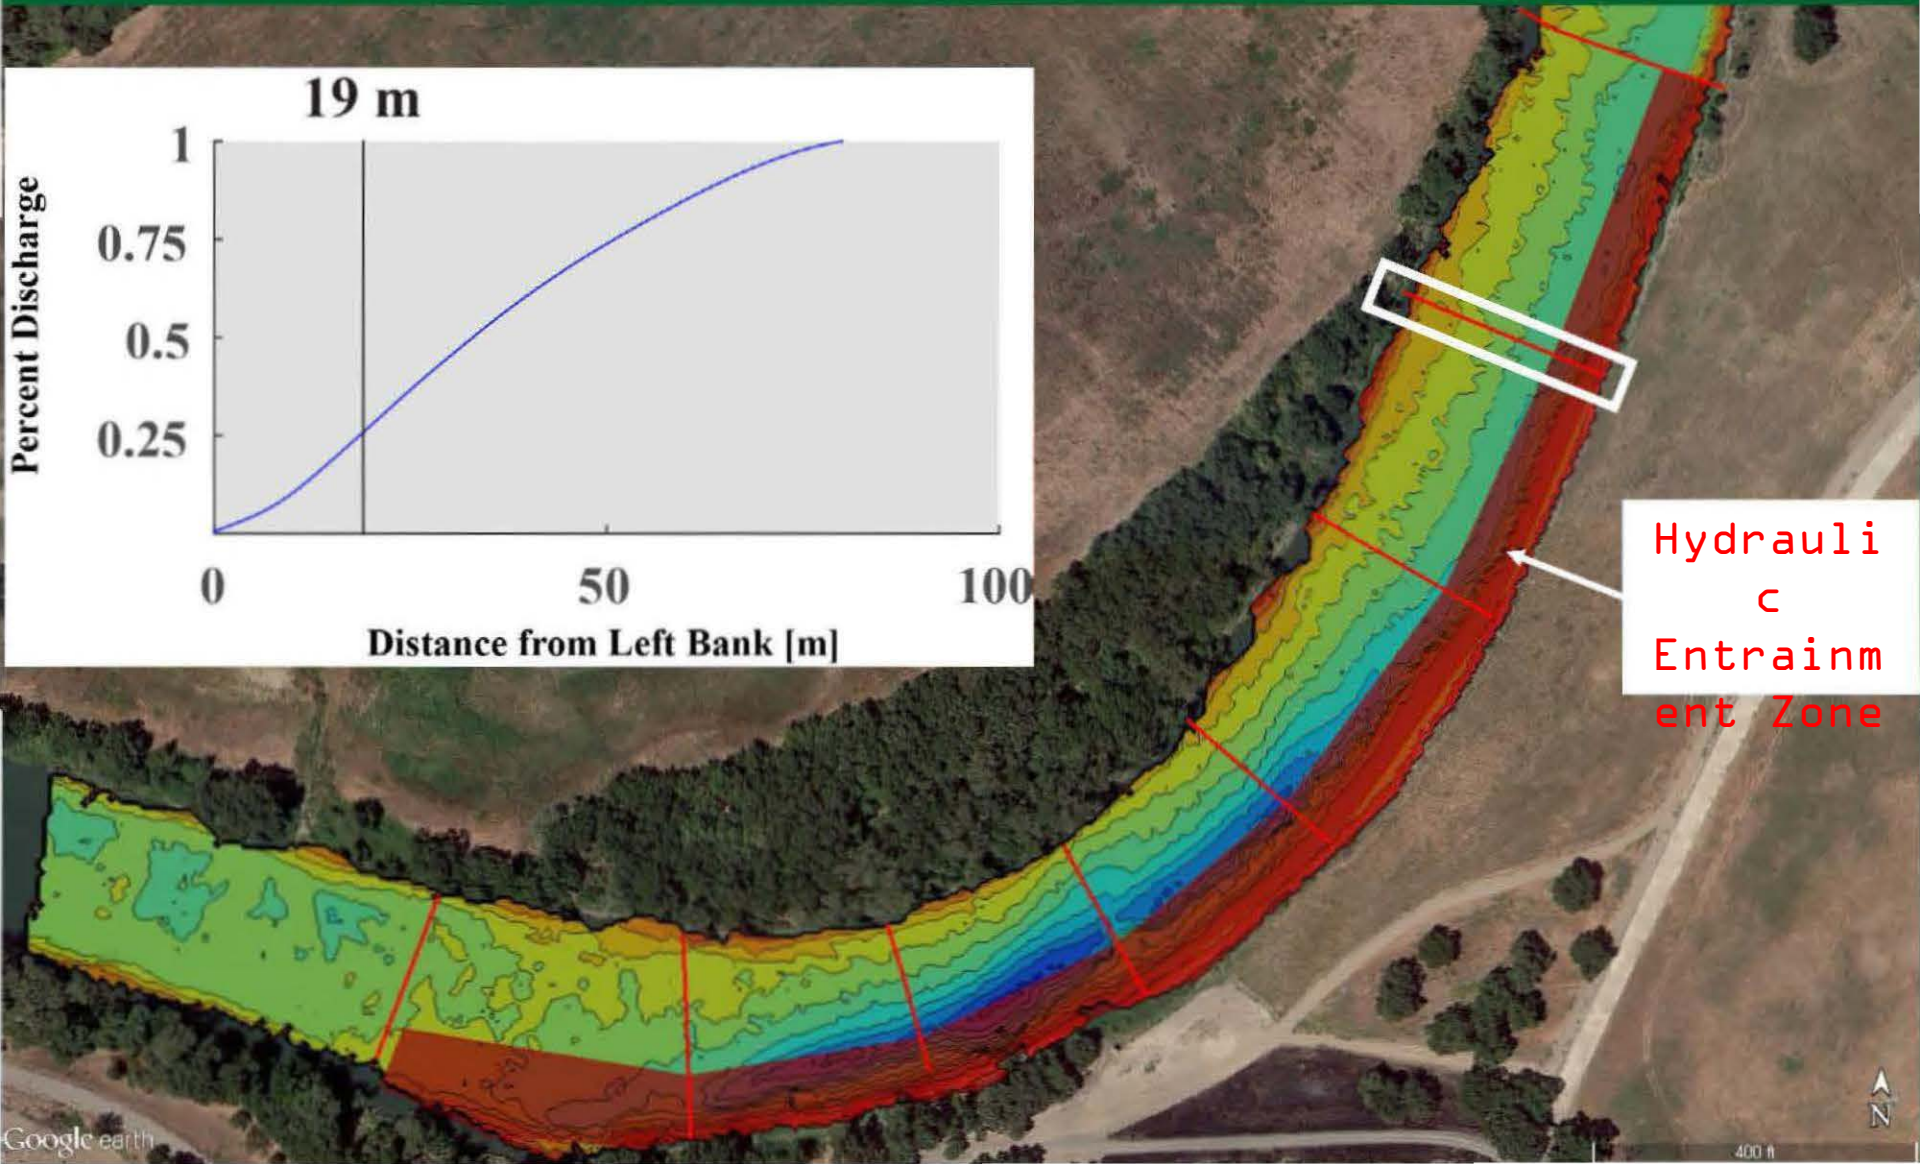 19 m
Percent Discharge
1
0.75
0.5
0.25
0
50
100
Distance from Left Bank [m]
Hydrauli
c
Entrainm
ent Zone
N
400 ft
Google earth